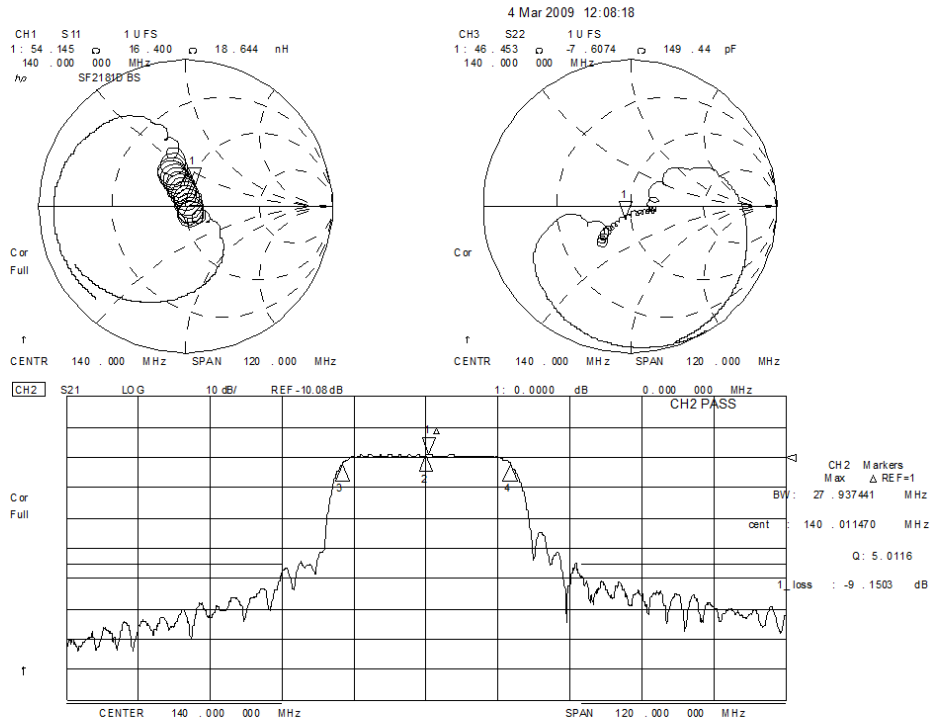 4 Mar 2009 12:08:18
CH1 S11 1 U FS
1: 54 . 145 Ω 16 . 400 Ω 18 . 644 nH
140 . 000 000 MHz
hp SF2181D BS
Cor
Full
↑
CENTR 140 . 000 MHz SPAN 120 . 000 MHz
CH3 S22 1 U FS
1: 46 . 453 Ω -7 . 6074 Ω 149 . 44 pF
140 . 000 000 MHz
1
1
Cor
Full
↑
CENTR 140 . 000 MHz SPAN 120 . 000 MHz
CH2 S21 LOG 10 dB/ REF -10.08 dB 1: 0.0000 dB 0.000 000 MHz
CH2 PASS
1 Δ
3 2 4
Cor
Full
↑
CH2 Markers
Max Δ REF=1
BW : 27 . 937441 MHz
cent : 140 . 011470 MHz
Q: 5.0116
1_loss : -9 . 1503 dB
CENTER 140 . 000 000 MHz SPAN 120 . 000 000 MHz